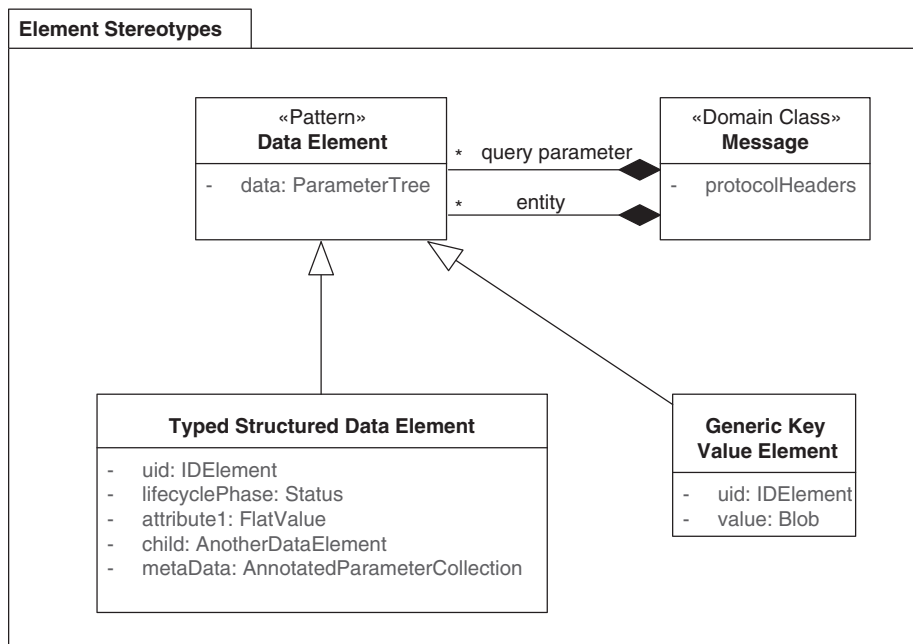 Element Stereotypes
«Pattern»
Data Element
- data: ParameterTree
* query parameter
* entity
«Domain Class»
Message
- protocolHeaders
Typed Structured Data Element
- uid: IDElement
- lifecyclePhase: Status
- attribute1: FlatValue
- child: AnotherDataElement
- metaData: AnnotatedParameterCollection
Generic Key
Value Element
- uid: IDElement
- value: Blob